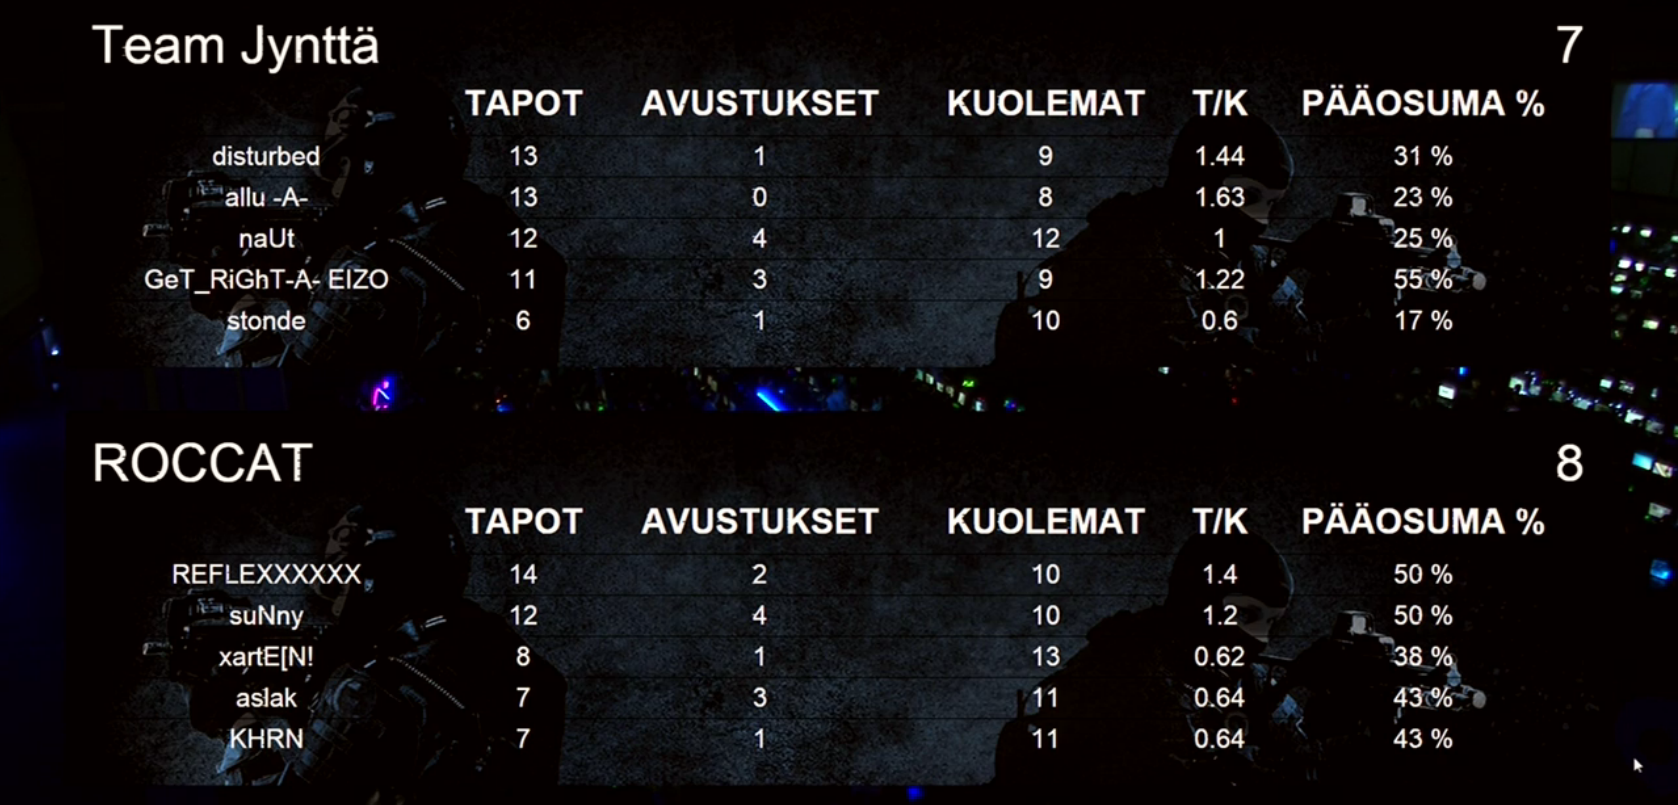 Team Jynttä 7
TAPOT AVUSTUKSET KUOLEMAT T/K PÄÄOSUMA %
disturbed 13 1 9 1.44 31 %
allu -A- 13 0 8 1.63 23 %
naUt 12 4 12 1 25 %
GeT_RiGhT-A- EIZO 11 3 9 1.22 55 %
stonde 6 1 10 0.6 17 %
ROCCAT 8
TAPOT AVUSTUKSET KUOLEMAT T/K PÄÄOSUMA %
REFLEXXXXXX 14 2 10 1.4 50 %
suNny 12 4 10 1.2 50 %
xartE[N! 8 1 13 0.62 38 %
aslak 7 3 11 0.64 43 %
KHRN 7 1 11 0.64 43 %